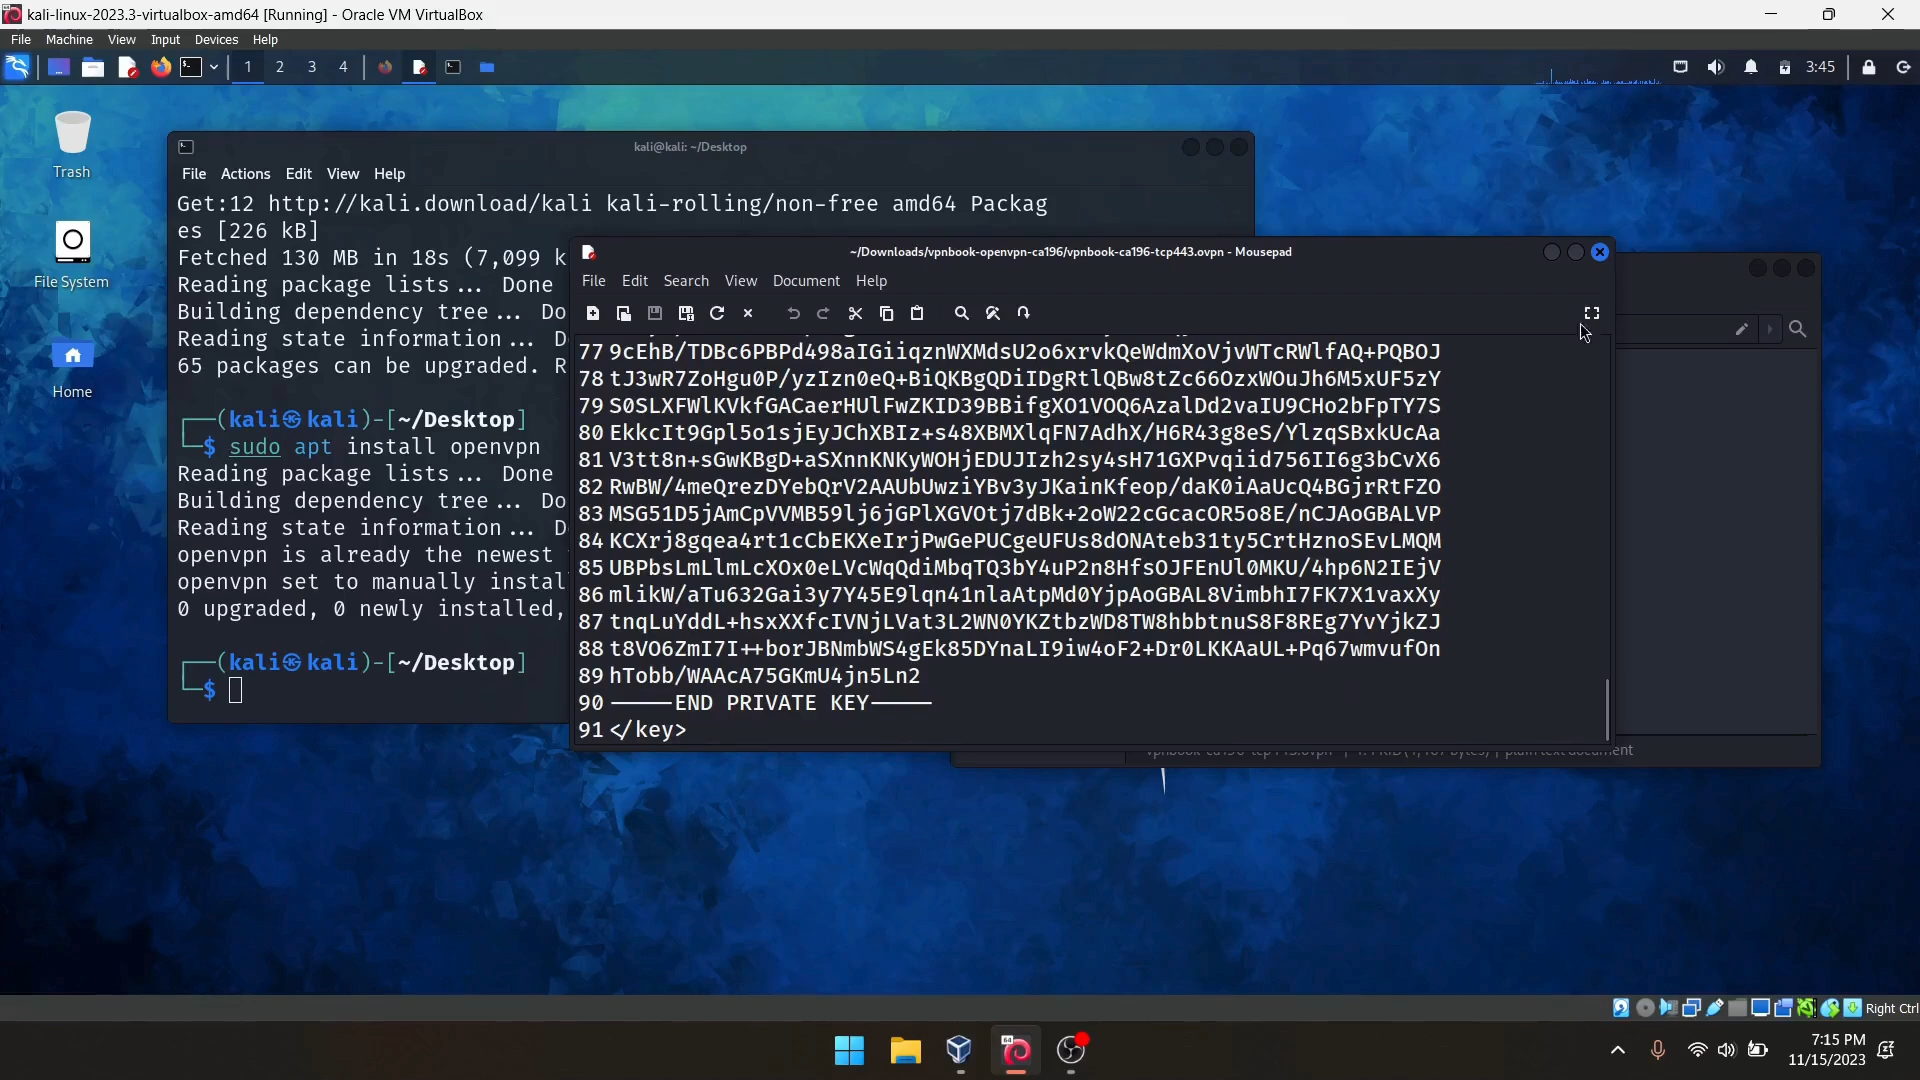 kali-linux-2023.3-virtualbox-amd64 [Running] - Oracle VM VirtualBox
File Machine View Input Devices Help
1 2 3 4
3:45
Trash
File System
Home
kali@kali: ~/Desktop
File Actions Edit View Help
Get:12 http://kali.download/kali kali-rolling/non-free amd64 Packag
es [226 kB]
Fetched 130 MB in 18s (7,099 k
Reading package lists... Done
Building dependency tree... Do
Reading state information... D
65 packages can be upgraded. R
(kali㉿kali)-[~/Desktop]
$ sudo apt install openvpn
Reading package lists... Done
Building dependency tree... Do
Reading state information... D
openvpn is already the newest
openvpn set to manually instal
0 upgraded, 0 newly installed,
(kali㉿kali)-[~/Desktop]
$
~/Downloads/vpnbook-openvpn-ca196/vpnbook-ca196-tcp443.ovpn - Mousepad
File Edit Search View Document Help
77 9cEhB/TDBc6PBPd498aIGiiqznWXMdsU2o6xrvkQeWdmXoVjvWTcRWlfAQ+PQBOJ
78 tJ3wR7ZoHgu0P/yzIzn0eQ+BiQKBgQDiIDgRtlQBw8tZc66OzxWOuJh6M5xUF5zY
79 S0SLXFWlKVkfGACaerHUlFwZKID39BBifgXO1VOQ6AzalDd2vaIU9CHo2bFpTY7S
80 EkkcIt9Gpl5o1sjEyJChXBIz+s48XBMXlqFN7AdhX/H6R43g8eS/YlzqSBxkUcAa
81 V3tt8n+sGwKBgD+aSXnnKNKyWOHjEDUJIzh2sy4sH71GXPvqiid756II6g3bCvX6
82 RwBW/4meQrezDYebQrV2AAUbUwziYBv3yJKainKfeop/daK0iAaUcQ4BGjrRtFZO
83 MSG51D5jAmCpVVMB59lj6jGPlXGVOtj7dBk+2oW22cGcacOR5o8E/nCJAoGBALVP
84 KCXrj8gqea4rt1cCbEKXeIrjPwGePUCgeUFUs8dONAteb31ty5CrtHznoSEvLMQM
85 UBPbsLmLlmLcXOx0eLVcWqQdiMbqTQ3bY4uP2n8HfsOJFEnUl0MKU/4hp6N2IEjV
86 mlikW/aTu632Gai3y7Y45E9lqn41nlaAtpMd0YjpAoGBAL8VimbhI7FK7X1vaxXy
87 tnqLuYddL+hsxXXfcIVNjLVat3L2WN0YKZtbzWD8TW8hbbtnuS8F8REg7YvYjkZJ
88 t8VO6ZmI7I++borJBNmbWS4gEk85DYnaLI9iw4oF2+Dr0LKKAaUL+Pq67wmvufOn
89 hTobb/WAAcA75GKmU4jn5Ln2
90 -----END PRIVATE KEY-----
91 </key>
Right Ctrl
7:15 PM
11/15/2023